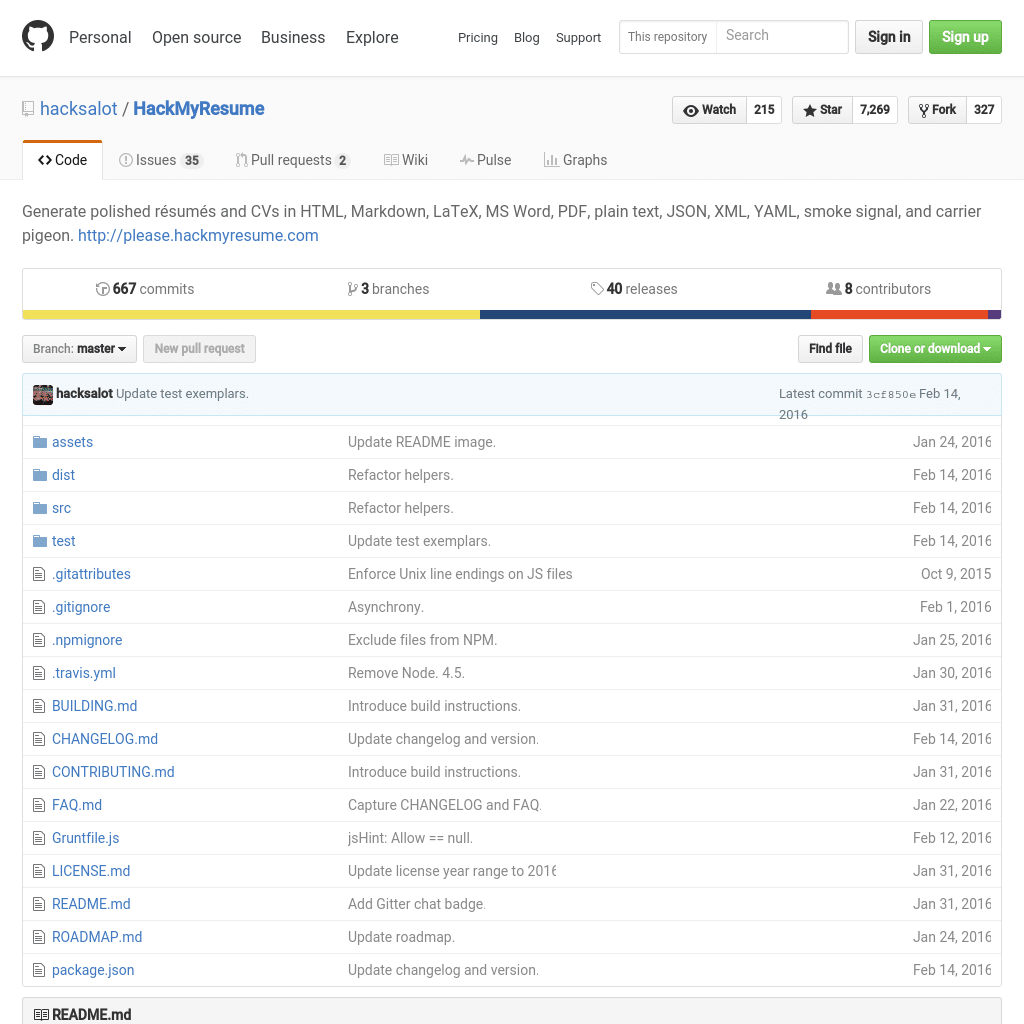 Personal Open source Business Explore Pricing Blog Support This repository Search Sign in Sign up
hacksalot / HackMyResume Watch 215 Star 7,269 Fork 327
Code Issues 35 Pull requests 2 Wiki Pulse Graphs
Generate polished résumés and CVs in HTML, Markdown, LaTeX, MS Word, PDF, plain text, JSON, XML, YAML, smoke signal, and carrier
pigeon. http://please.hackmyresume.com
667 commits 3 branches 40 releases 8 contributors
Branch: master New pull request Find file Clone or download
hacksalot Update test exemplars. Latest commit 3cf850e Feb 14,
2016
assets Update README image. Jan 24, 2016
dist Refactor helpers. Feb 14, 2016
src Refactor helpers. Feb 14, 2016
test Update test exemplars. Feb 14, 2016
.gitattributes Enforce Unix line endings on JS files Oct 9, 2015
.gitignore Asynchrony. Feb 1, 2016
.npmignore Exclude files from NPM. Jan 25, 2016
.travis.yml Remove Node. 4.5. Jan 30, 2016
BUILDING.md Introduce build instructions. Jan 31, 2016
CHANGELOG.md Update changelog and version. Feb 14, 2016
CONTRIBUTING.md Introduce build instructions. Jan 31, 2016
FAQ.md Capture CHANGELOG and FAQ. Jan 22, 2016
Gruntfile.js jsHint: Allow == null. Feb 12, 2016
LICENSE.md Update license year range to 2016 Jan 31, 2016
README.md Add Gitter chat badge. Jan 31, 2016
ROADMAP.md Update roadmap. Jan 24, 2016
package.json Update changelog and version. Feb 14, 2016
README.md